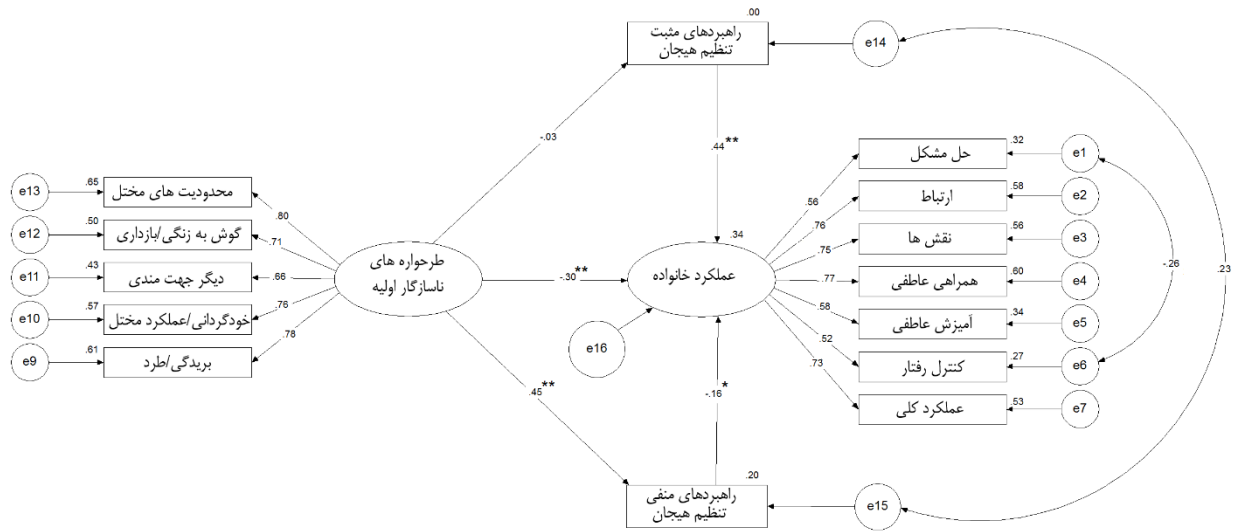 .00
راهبردهای مثبت
تنظیم هیجان
e14
-.03
.44**
.32
حل مشکل
e1
.58
ارتباط
e2
.56
نقش ها
e3
.60
همراهی عاطفی
e4
.34
آمیزش عاطفی
e5
.27
کنترل رفتار
e6
.53
عملکرد کلی
e7
-.26
.23
.56
.76
.75
.77
.58
.52
.73
.34
عملکرد خانواده
e16
-.30**
طرحواره های
ناسازگار اولیه
.80
.71
.66
.76
.78
e13
.65
محدودیت های مختل
e12
.50
گوش به زنگی/بازداری
e11
.43
دیگر جهت مندی
e10
.57
خودگردانی/عملکرد مختل
e9
.61
بریدگی/طرد
.45**
-.16*
.20
راهبردهای منفی
تنظیم هیجان
e15